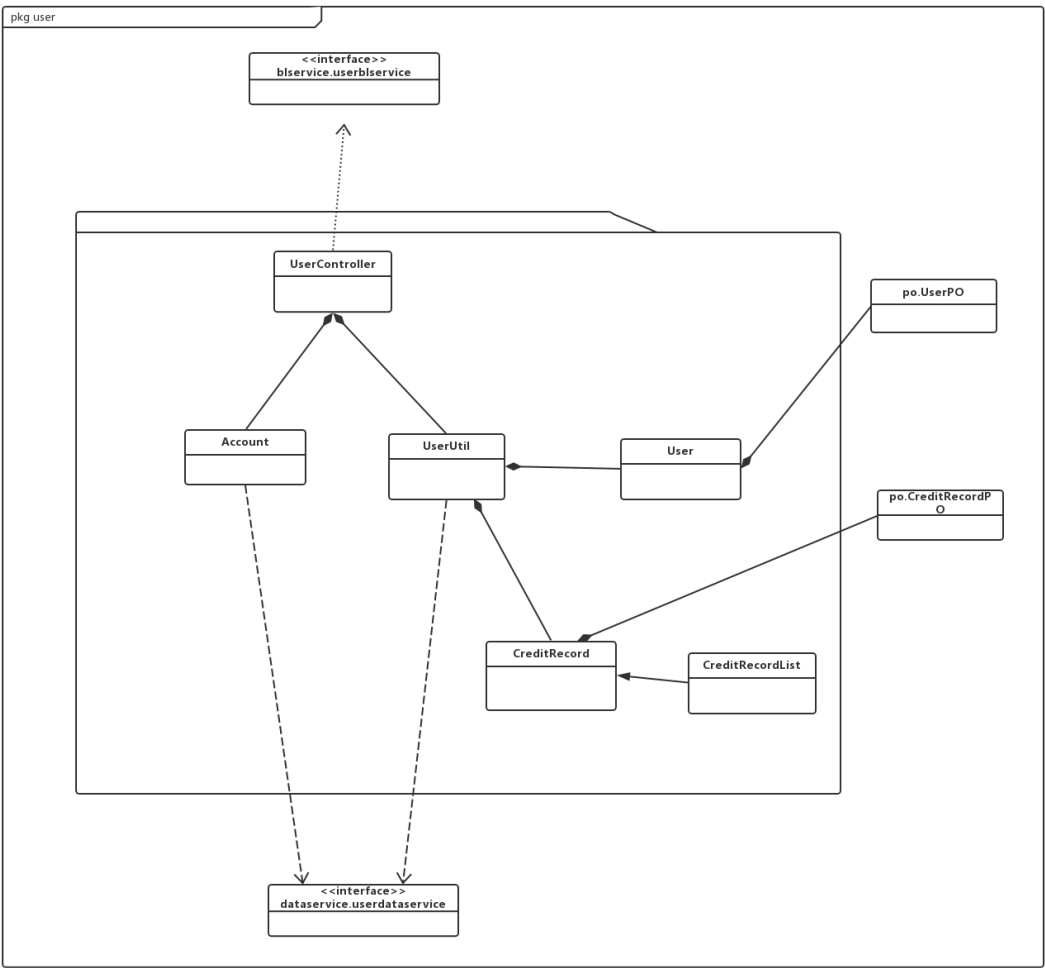 pkg user
<<interface>>
blservice.userblservice
UserController
po.UserPO
Account
UserUtil
User
po.CreditRecordP
O
CreditRecord
CreditRecordList
<<interface>>
dataservice.userdataservice